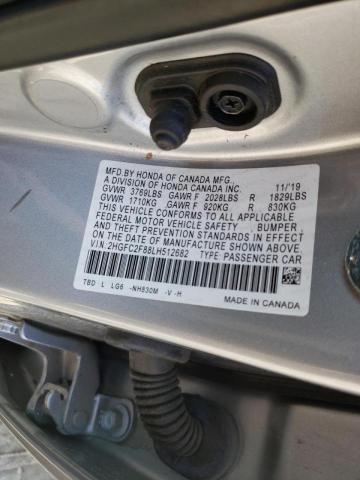 MFD.BY HONDA OF CANADA MFG., 11/'19
A DIVISION OF HONDA CANADA INC.
GVWR 3769LBS GAWR F 2028LBS R 1829LBS
GVWR 1710KG GAWR F 920KG R 830KG
THIS VEHICLE CONFORMS TO ALL APPLICABLE
FEDERAL MOTOR VEHICLE SAFETY , BUMPER ,
AND THEFT PREVENTION STANDARDS IN EFFECT
ON THE DATE OF MANUFACTURE SHOWN ABOVE.
V.I.N: 2HGFC2F88LH512682 TYPE: PASSENGER CAR
TBD L LG6 -NH830M -V -H
MADE IN CANADA